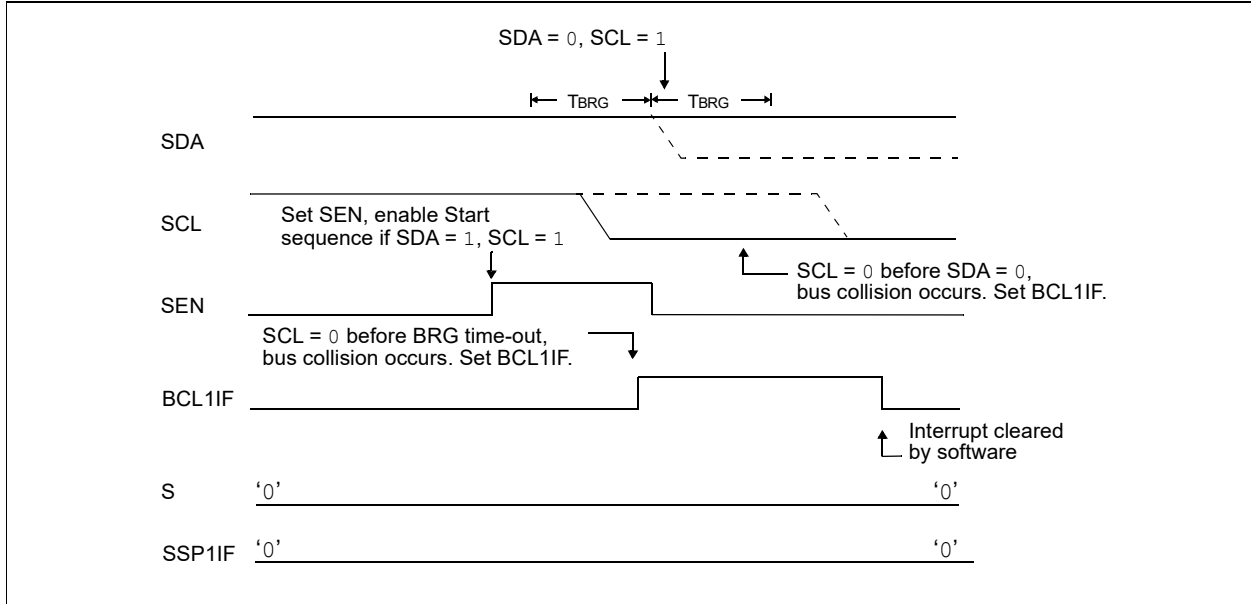 SDA = 0, SCL = 1
TBRG TBRG
SDA
SCL
Set SEN, enable Start
sequence if SDA = 1, SCL = 1
SCL = 0 before SDA = 0,
bus collision occurs. Set BCL1IF.
SEN
SCL = 0 before BRG time-out,
bus collision occurs. Set BCL1IF.
BCL1IF
Interrupt cleared
by software
S ‘0’ ‘0’
SSP1IF ‘0’ ‘0’